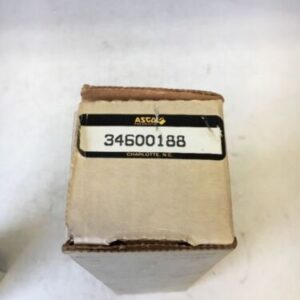 ASCO
34600188
CHARLOTTE, N.C.